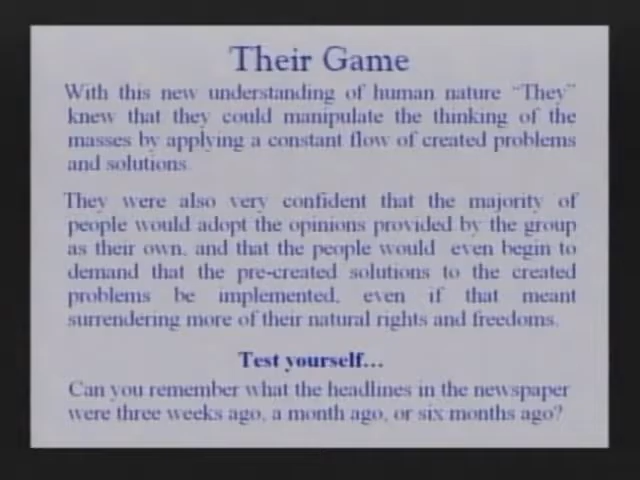 Their Game
With this new understanding of human nature “They”
knew that they could manipulate the thinking of the
masses by applying a constant flow of created problems
and solutions.
They were also very confident that the majority of
people would adopt the opinions provided by the group
as their own, and that the people would even begin to
demand that the pre-created solutions to the created
problems be implemented, even if that meant
surrendering more of their natural rights and freedoms.
Test yourself...
Can you remember what the headlines in the newspaper
were three weeks ago, a month ago, or six months ago?